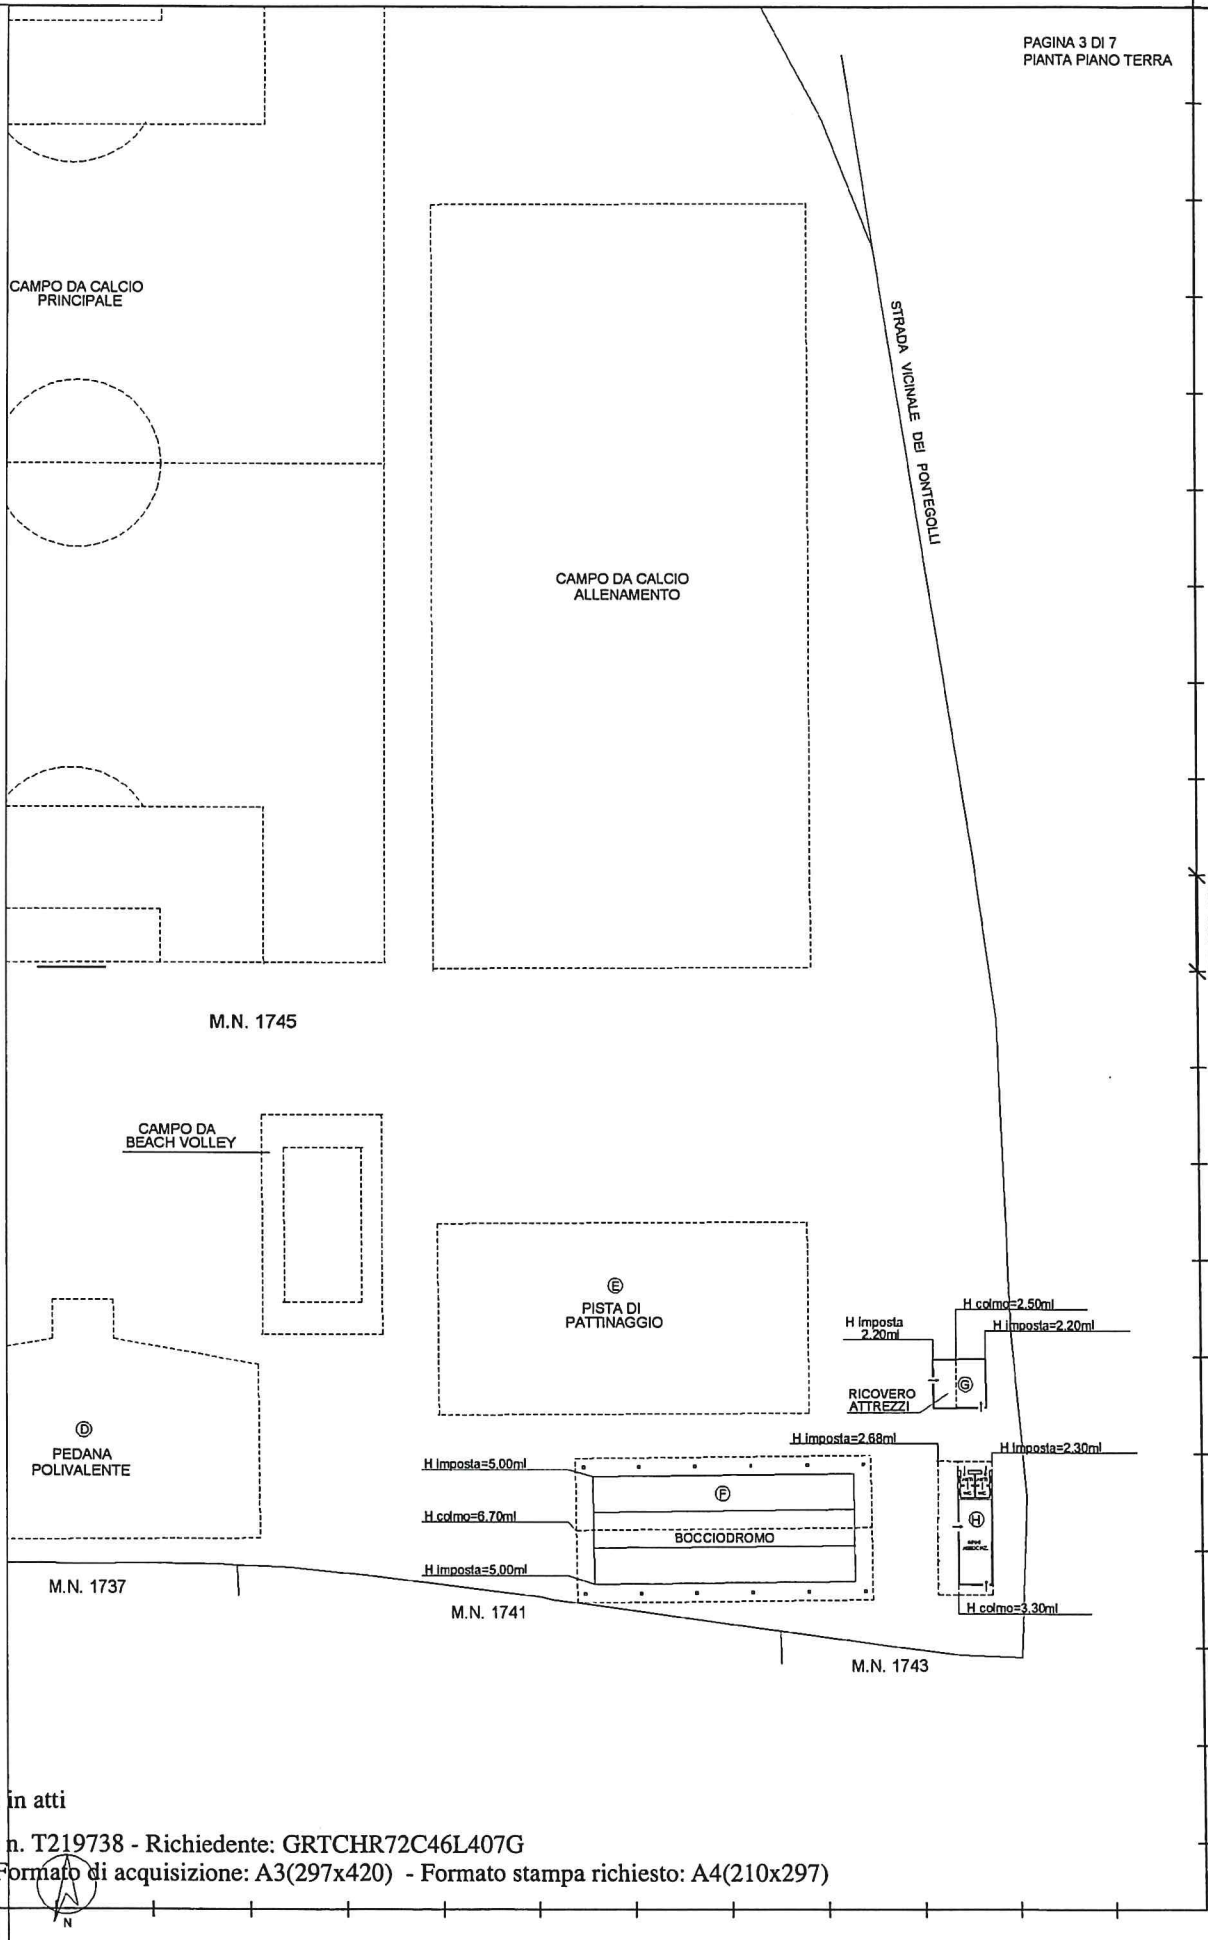 PAGINA 3 DI 7
PIANTA PIANO TERRA
CAMPO DA CALCIO
PRINCIPALE
STRADA VICINALE DEI PONTEGOLLI
CAMPO DA CALCIO
ALLENAMENTO
M.N. 1745
CAMPO DA
BEACH VOLLEY
E
PISTA DI
PATTINAGGIO
H colmo=2.50ml
H imposta
2.20ml
H imposta=2.20ml
G
RICOVERO
ATTREZZI
D
PEDANA
POLIVALENTE
H imposta=2.68ml
H imposta=2.30ml
H imposta=5.00ml
F
H colmo=6.70ml
BOCCIODROMO
H
H imposta=5.00ml
H colmo=3.30ml
M.N. 1737
M.N. 1741
M.N. 1743
in atti
n. T219738 - Richiedente: GRTCHR72C46L407G
Formato di acquisizione: A3(297x420) - Formato stampa richiesto: A4(210x297)
N